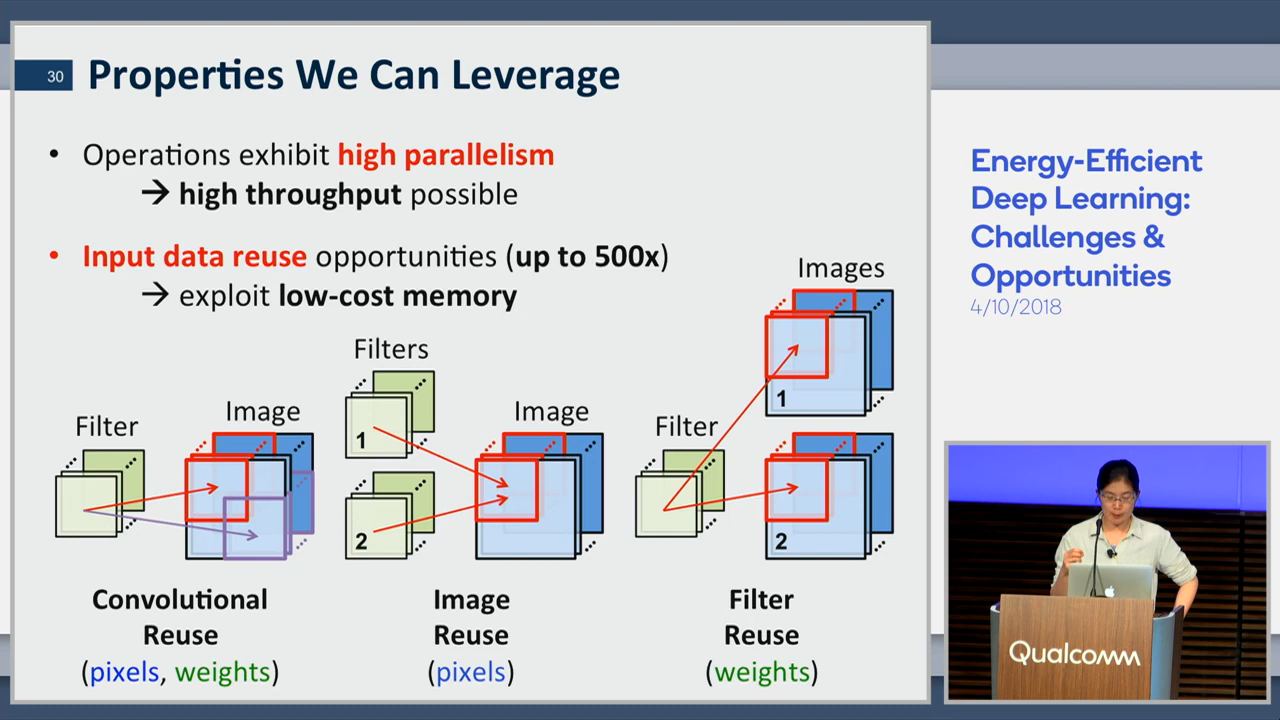 30
Properties We Can Leverage
• Operations exhibit high parallelism
→ high throughput possible
• Input data reuse opportunities (up to 500x)
→ exploit low-cost memory
Filter
Image
Convolutional
Reuse
(pixels, weights)
Filters
1
2
Image
Image
Reuse
(pixels)
Filter
Images
1
2
Filter
Reuse
(weights)
Energy-Efficient
Deep Learning:
Challenges &
Opportunities
4/10/2018
Qualcomm